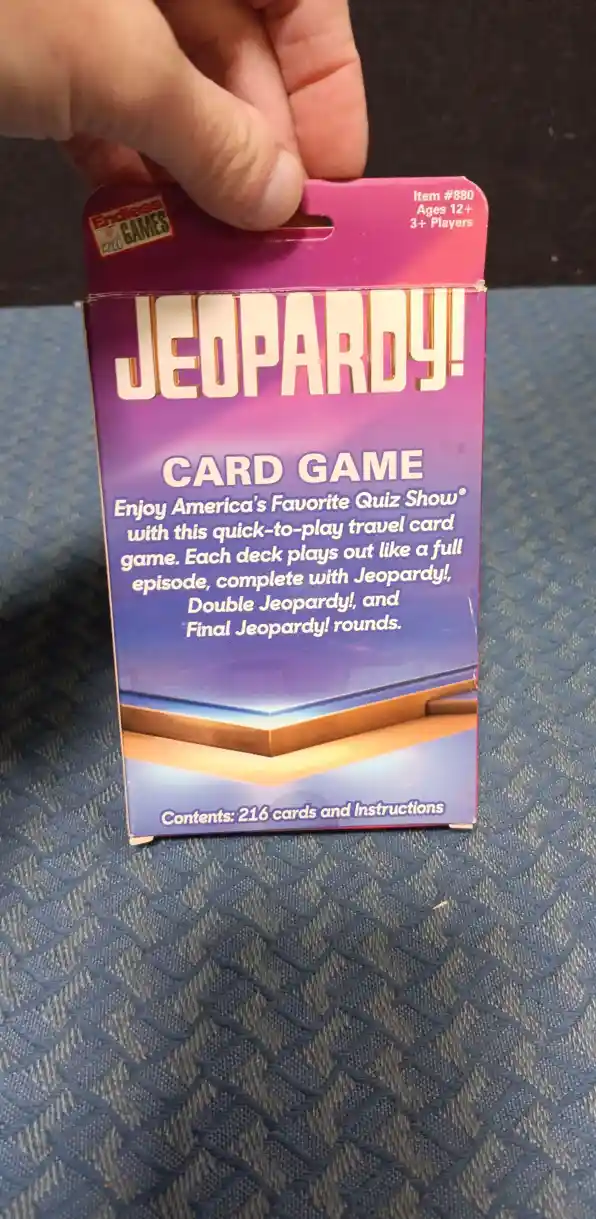 Endless
GAMES
Item #880
Ages 12+
3+ Players
JEOPARDY!
CARD GAME
Enjoy America's Favorite Quiz Show®
with this quick-to-play travel card
game. Each deck plays out like a full
episode, complete with Jeopardy!,
Double Jeopardy!, and
Final Jeopardy! rounds.
Contents: 216 cards and Instructions